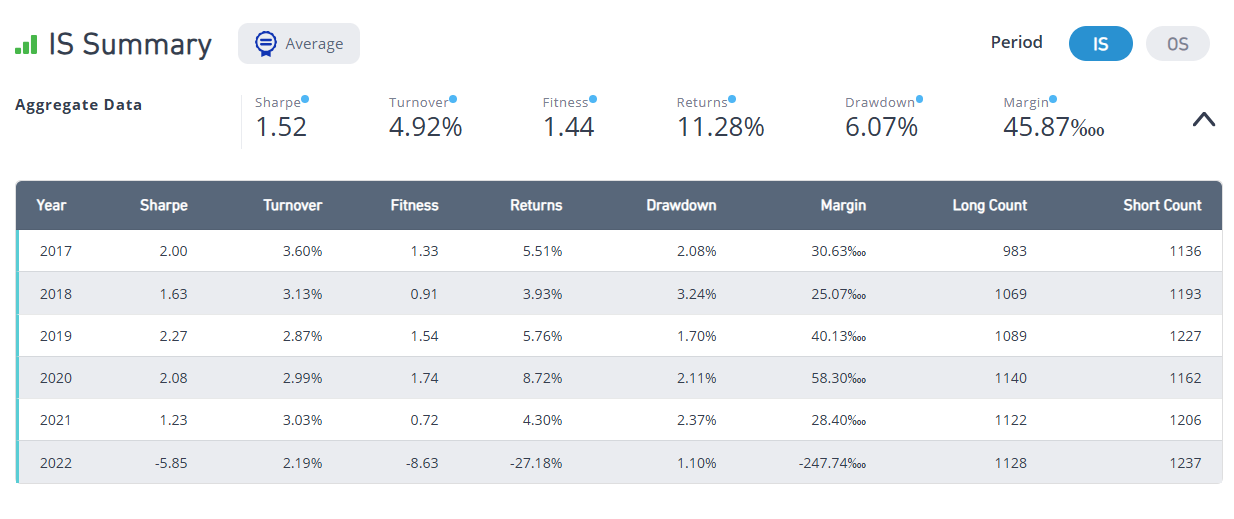 IS Summary Average Period IS OS
Aggregate Data Sharpe Turnover Fitness Returns Drawdown Margin
1.52 4.92% 1.44 11.28% 6.07% 45.87‱
Year Sharpe Turnover Fitness Returns Drawdown Margin Long Count Short Count
2017 2.00 3.60% 1.33 5.51% 2.08% 30.63‱ 983 1136
2018 1.63 3.13% 0.91 3.93% 3.24% 25.07‱ 1069 1193
2019 2.27 2.87% 1.54 5.76% 1.70% 40.13‱ 1089 1227
2020 2.08 2.99% 1.74 8.72% 2.11% 58.30‱ 1140 1162
2021 1.23 3.03% 0.72 4.30% 2.37% 28.40‱ 1122 1206
2022 -5.85 2.19% -8.63 -27.18% 1.10% -247.74‱ 1128 1237